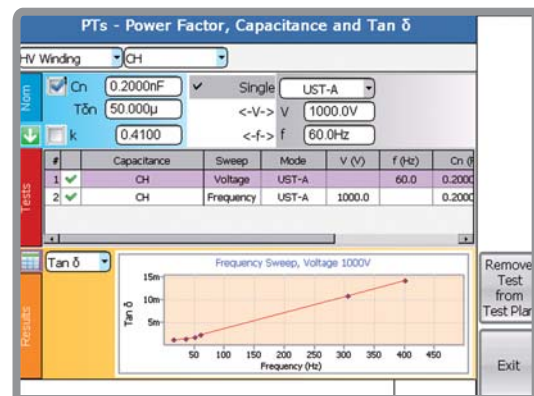 PTs - Power Factor, Capacitance and Tan δ
HV Winding CH
Nom
Cn 0.2000nF
Tδn 50.000μ
k 0.4100
Single UST-A
<-V-> V 1000.0V
<-f-> f 60.0Hz
Tests
# Capacitance Sweep Mode V (V) f (Hz) Cn (F
1 CH Voltage UST-A 60.0 0.2000
2 CH Frequency UST-A 1000.0 0.2000
Results
Tan δ
Frequency Sweep, Voltage 1000V
Tan δ
15m
10m
5m
50 100 150 200 250 300 350 400 450
Frequency (Hz)
Remove
Test
from
Test Plan
Exit